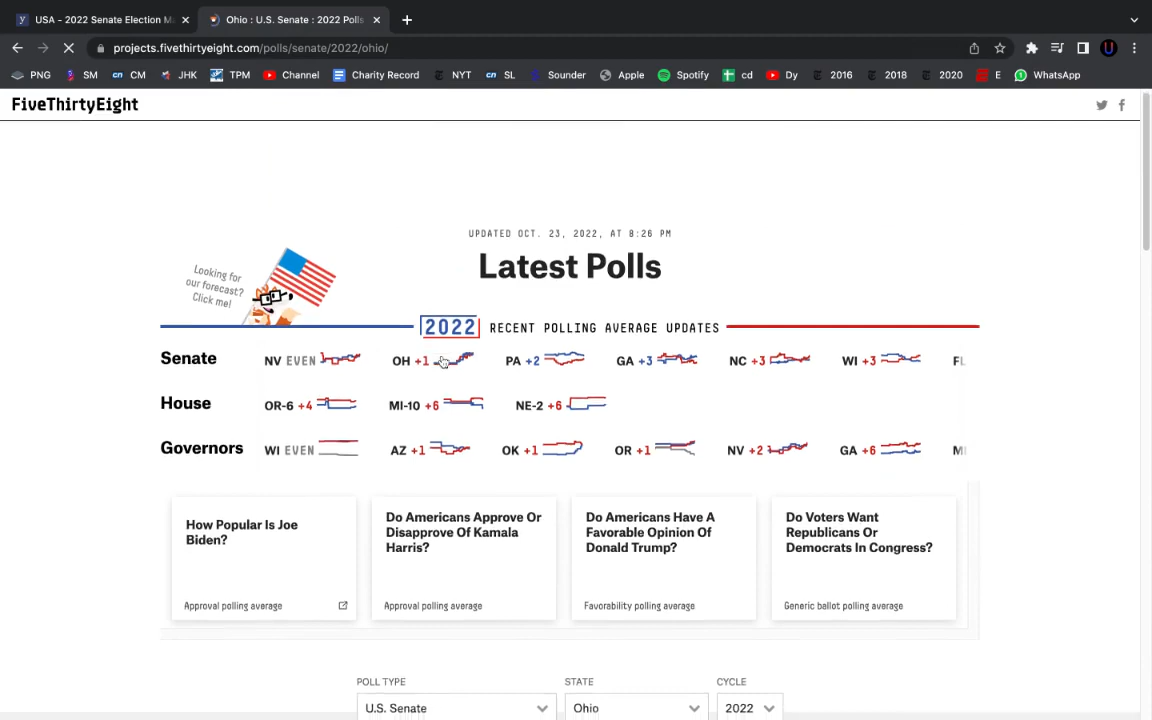 USA - 2022 Senate Election M
Ohio : U.S. Senate : 2022 Polls
projects.fivethirtyeight.com/polls/senate/2022/ohio/
PNG SM CM JHK TPM Channel Charity Record NYT SL Sounder Apple Spotify cd Dy 2016 2018 2020 E WhatsApp
FiveThirtyEight
UPDATED OCT. 23, 2022, AT 8:26 PM
Latest Polls
Looking for
our forecast?
Click me!
2022 RECENT POLLING AVERAGE UPDATES
Senate NV EVEN OH +1 PA +2 GA +3 NC +3 WI +3 FL
House OR-6 +4 MI-10 +6 NE-2 +6
Governors WI EVEN AZ +1 OK +1 OR +1 NV +2 GA +6 MI
How Popular Is Joe
Biden?
Approval polling average
Do Americans Approve Or
Disapprove Of Kamala
Harris?
Approval polling average
Do Americans Have A
Favorable Opinion Of
Donald Trump?
Favorability polling average
Do Voters Want
Republicans Or
Democrats In Congress?
Generic ballot polling average
POLL TYPE STATE CYCLE
U.S. Senate Ohio 2022